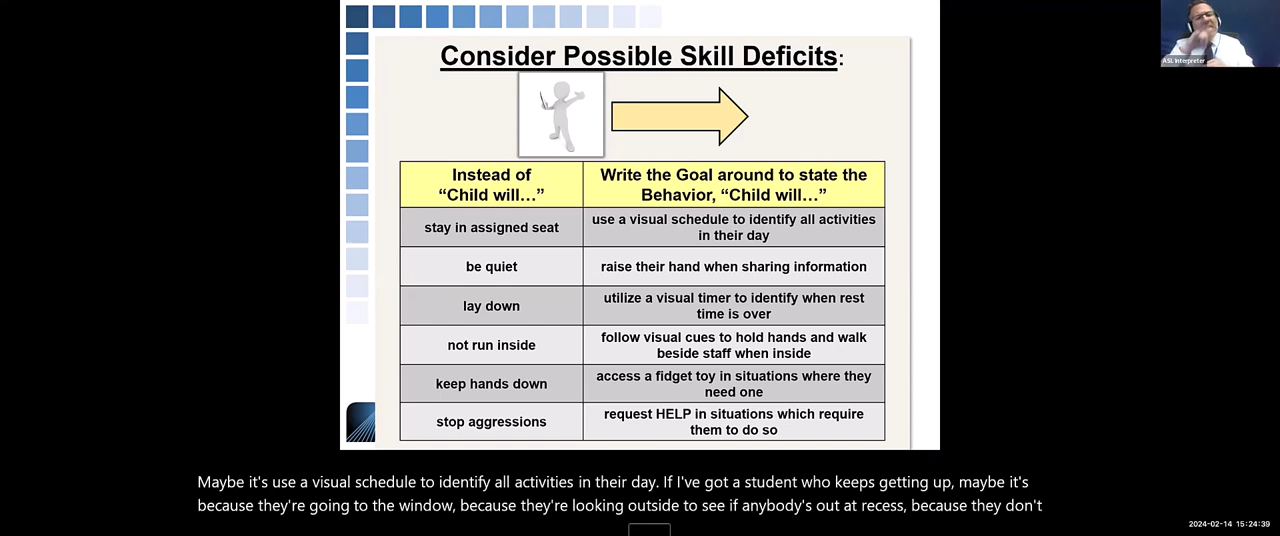 Consider Possible Skill Deficits:
ASL Interpreter
Instead of
“Child will…”
Write the Goal around to state the
Behavior, “Child will…”
stay in assigned seat
use a visual schedule to identify all activities
in their day
be quiet
raise their hand when sharing information
lay down
utilize a visual timer to identify when rest
time is over
not run inside
follow visual cues to hold hands and walk
beside staff when inside
keep hands down
access a fidget toy in situations where they
need one
stop aggressions
request HELP in situations which require
them to do so
Maybe it's use a visual schedule to identify all activities in their day. If I've got a student who keeps getting up, maybe it's
because they're going to the window, because they're looking outside to see if anybody's out at recess, because they don't
2024-02-14 15:24:39